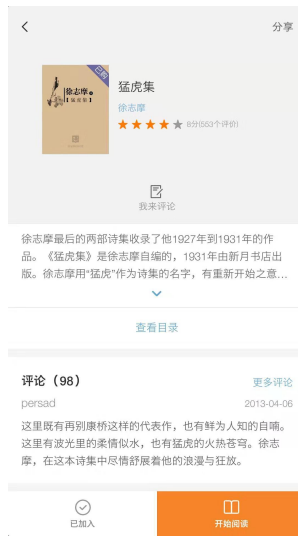 分享
已购
徐志摩
猛虎集
猛虎集
徐志摩
8分(553个评价)
我来评论
徐志摩最后的两部诗集收录了他1927年到1931年的作
品。《猛虎集》是徐志摩自编的，1931年由新月书店出
版。徐志摩用“猛虎”作为诗集的名字，有重新开始之意...
查看目录
评论（98）
更多评论
persad
2013-04-06
这里既有再别康桥这样的代表作，也有鲜为人知的自喃。
这里有波光里的柔情似水，也有猛虎的火热苍穹。徐志
摩，在这本诗集中尽情舒展着他的浪漫与狂放。
已加入
开始阅读